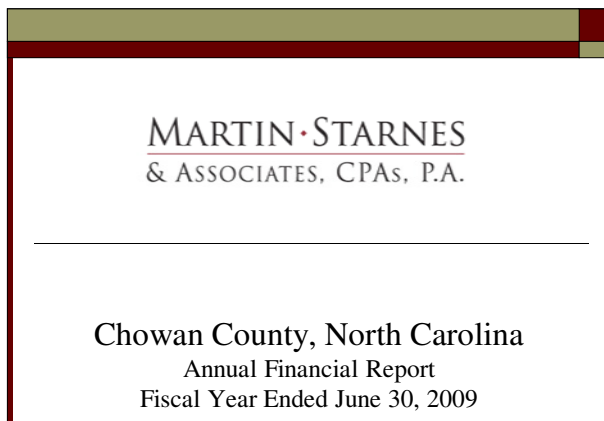 MARTIN·STARNES
& ASSOCIATES, CPAS, P.A.
Chowan County, North Carolina
Annual Financial Report
Fiscal Year Ended June 30, 2009